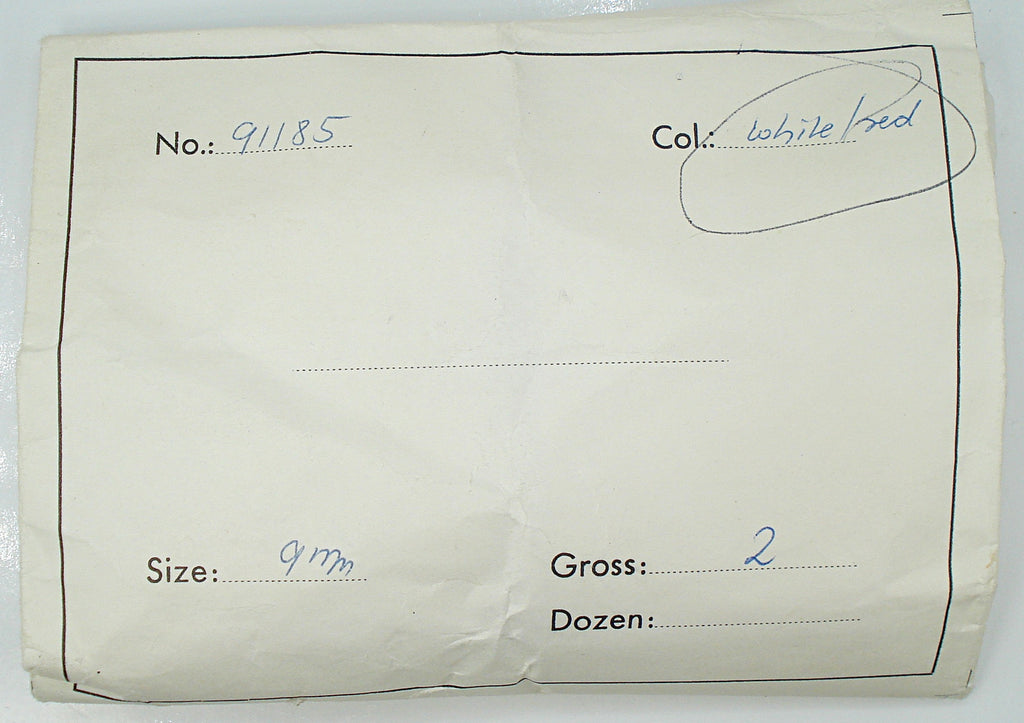 No.: 91185
Col.: white/red
Size: 9mm
Gross: 2
Dozen: